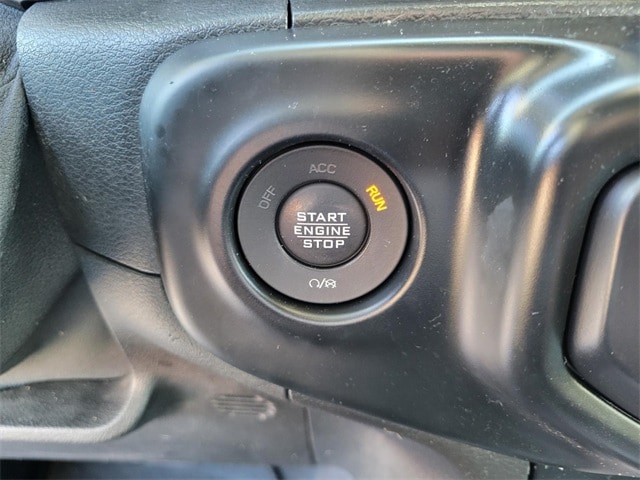 ACC
OFF
RUN
START
ENGINE
STOP